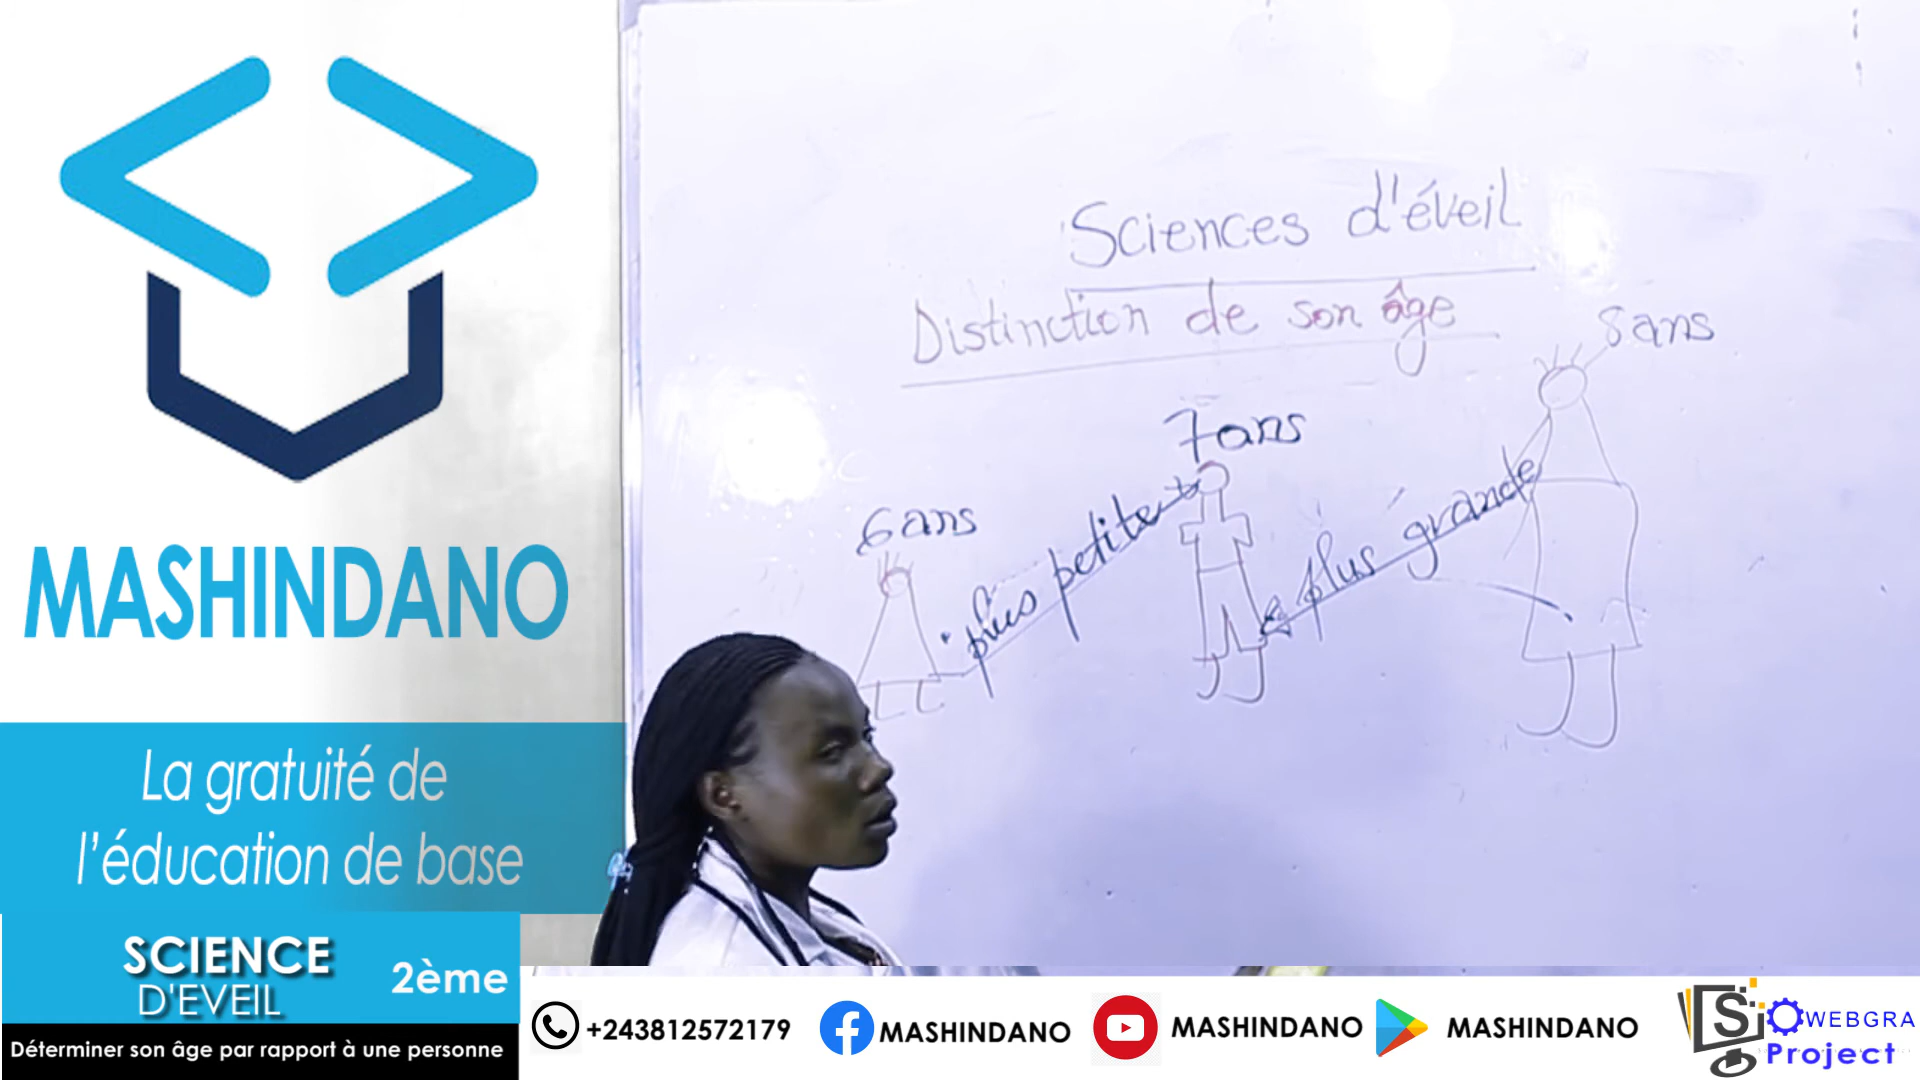 MASHINDANO
La gratuité de
l'éducation de base
SCIENCE
D'EVEIL
2ème
Déterminer son âge par rapport à une personne
Sciences d'éveil
Distinction de son âge
6ans
plus petite
7ans
plus grande
8ans
+243812572179
MASHINDANO
MASHINDANO
MASHINDANO
SiOWEBGRA
Project